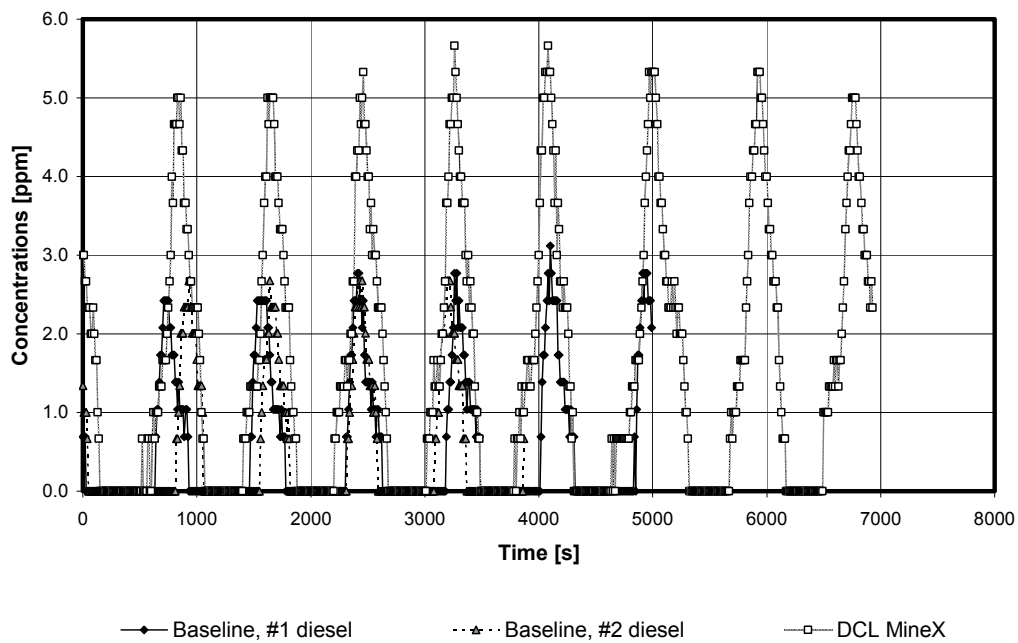 6.0
5.0
4.0
3.0
2.0
1.0
0.0
Concentrations [ppm]
0 1000 2000 3000 4000 5000 6000 7000 8000
Time [s]
Baseline, #1 diesel Baseline, #2 diesel DCL MineX